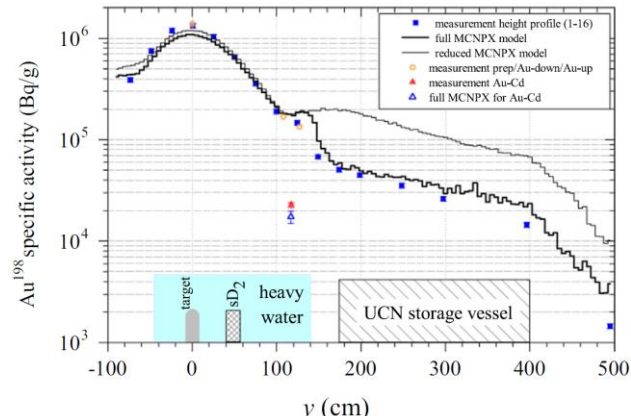 measurement height profile (1-16)
full MCNPX model
reduced MCNPX model
measurement prep/Au-down/Au-up
measurement Au-Cd
full MCNPX for Au-Cd
Au¹⁹⁸ specific activity (Bq/g)
10⁶
10⁵
10⁴
10³
target
sD₂
heavy
water
UCN storage vessel
-100 0 100 200 300 400 500
y (cm)